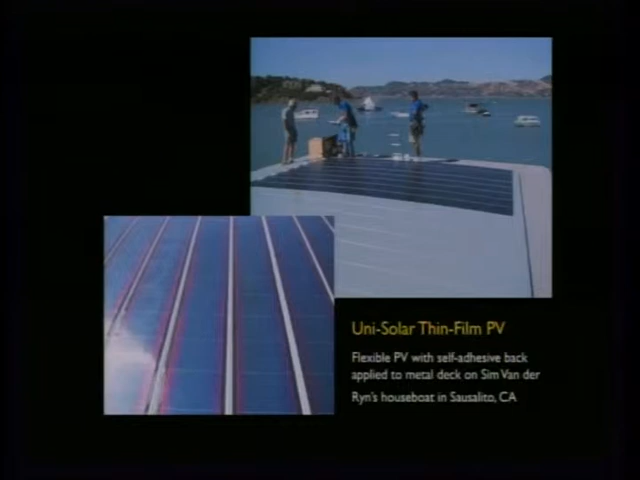 Uni-Solar Thin-Film PV
Flexible PV with self-adhesive back
applied to metal deck on Sim Van der
Ryn's houseboat in Sausalito, CA